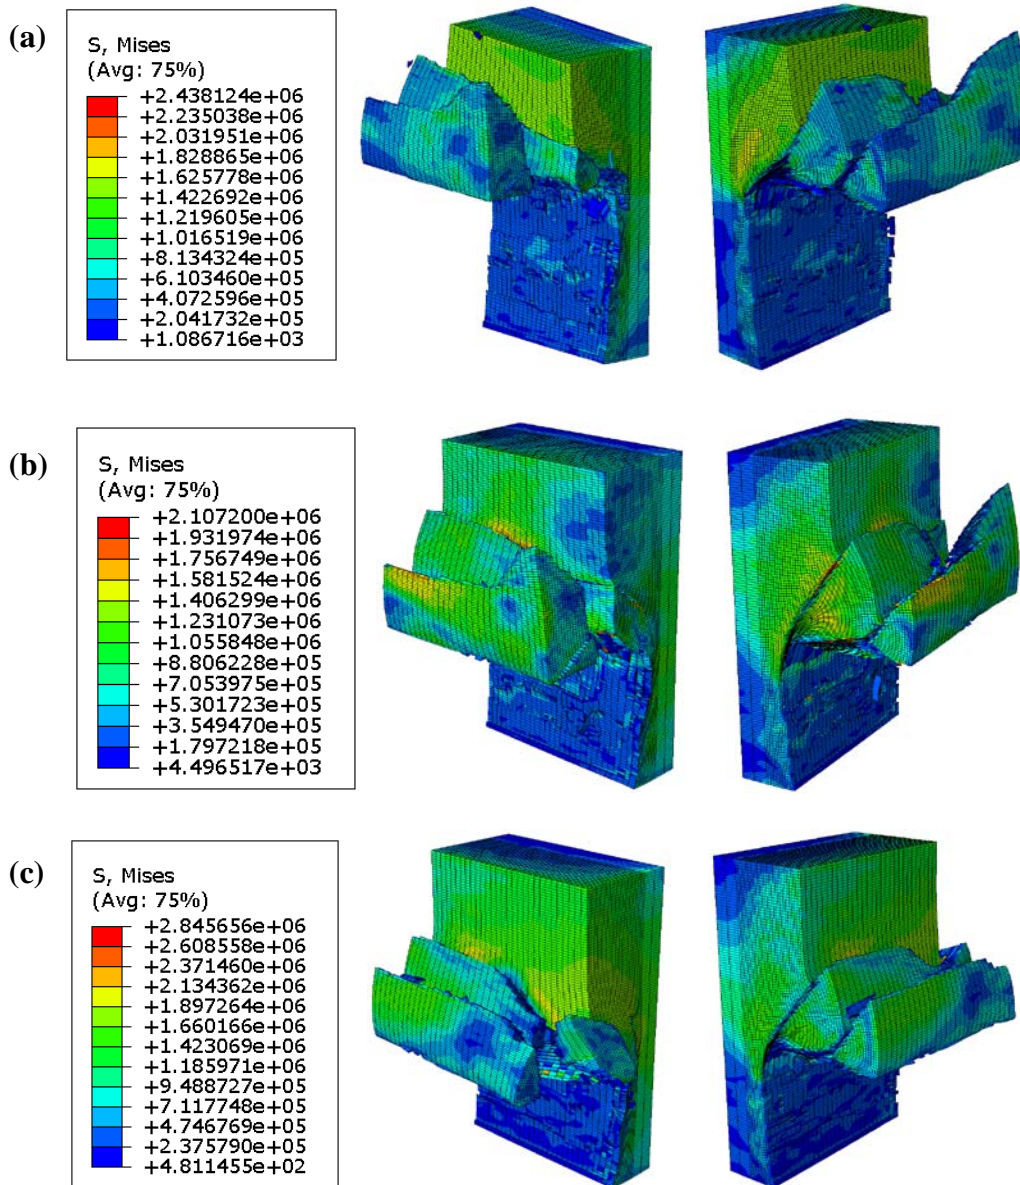 (a)
S, Mises
(Avg: 75%)
+2.438124e+06
+2.235038e+06
+2.031951e+06
+1.828865e+06
+1.625778e+06
+1.422692e+06
+1.219605e+06
+1.016519e+06
+8.134324e+05
+6.103460e+05
+4.072596e+05
+2.041732e+05
+1.086716e+03
(b)
S, Mises
(Avg: 75%)
+2.107200e+06
+1.931974e+06
+1.756749e+06
+1.581524e+06
+1.406299e+06
+1.231073e+06
+1.055848e+06
+8.806228e+05
+7.053975e+05
+5.301723e+05
+3.549470e+05
+1.797218e+05
+4.496517e+03
(c)
S, Mises
(Avg: 75%)
+2.845656e+06
+2.608558e+06
+2.371460e+06
+2.134362e+06
+1.897264e+06
+1.660166e+06
+1.423069e+06
+1.185971e+06
+9.488727e+05
+7.117748e+05
+4.746769e+05
+2.375790e+05
+4.811455e+02